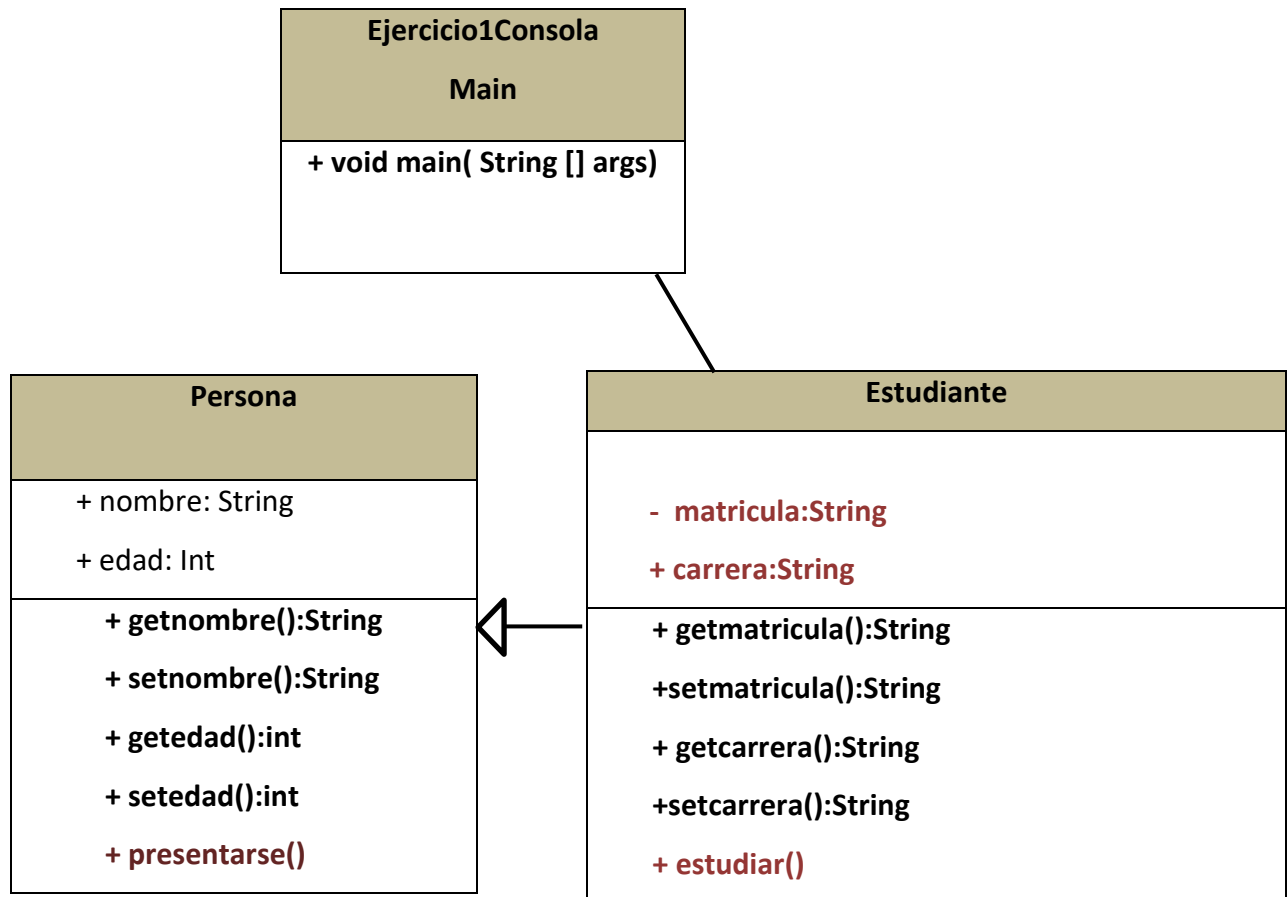 Ejercicio1Consola
Main
+ void main( String [] args)
Persona
+ nombre: String
+ edad: Int
+ getnombre():String
+ setnombre():String
+ getedad():int
+ setedad():int
+ presentarse()
Estudiante
- matricula:String
+ carrera:String
+ getmatricula():String
+setmatricula():String
+ getcarrera():String
+setcarrera():String
+ estudiar()